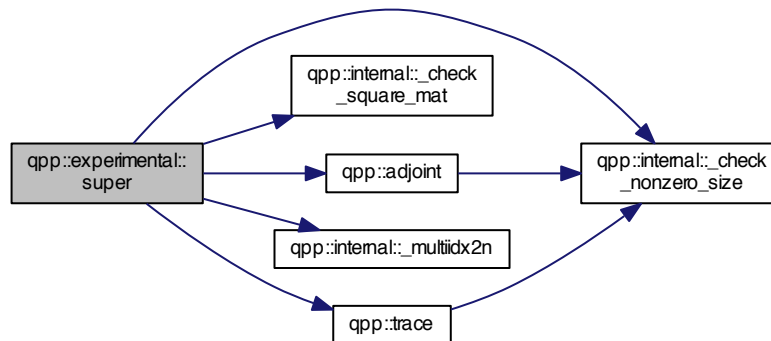 qpp::internal::_check
_square_mat
qpp::experimental::
super
qpp::adjoint
qpp::internal::_check
_nonzero_size
qpp::internal::_multiidx2n
qpp::trace